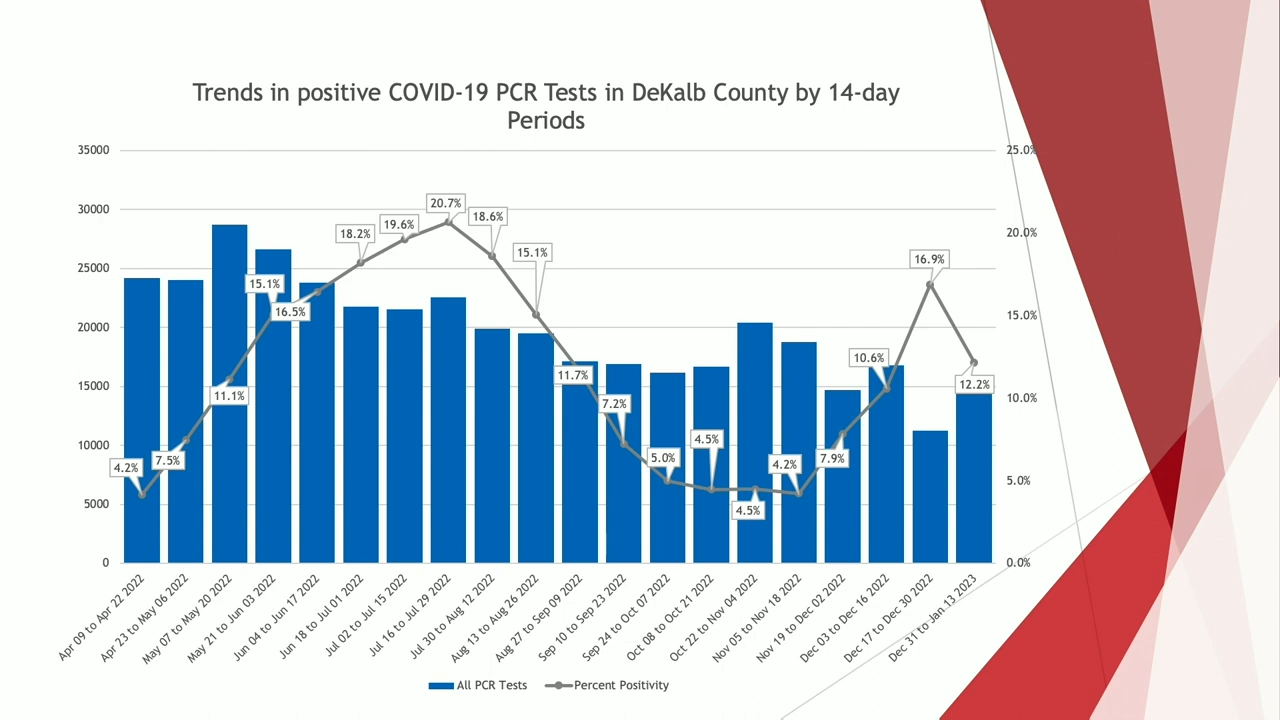 Trends in positive COVID-19 PCR Tests in DeKalb County by 14-day
Periods
35000
30000
25000
20000
15000
10000
5000
0
25.0%
20.0%
15.0%
10.0%
5.0%
0.0%
4.2%
7.5%
11.1%
15.1%
16.5%
18.2%
19.6%
20.7%
18.6%
15.1%
11.7%
7.2%
5.0%
4.5%
4.5%
4.2%
7.9%
10.6%
16.9%
12.2%
Apr 09 to Apr 22 2022
Apr 23 to May 06 2022
May 07 to May 20 2022
May 21 to Jun 03 2022
Jun 04 to Jun 17 2022
Jun 18 to Jul 01 2022
Jul 02 to Jul 15 2022
Jul 16 to Jul 29 2022
Jul 30 to Aug 12 2022
Aug 13 to Aug 26 2022
Aug 27 to Sep 09 2022
Sep 10 to Sep 23 2022
Sep 24 to Oct 07 2022
Oct 08 to Oct 21 2022
Oct 22 to Nov 04 2022
Nov 05 to Nov 18 2022
Nov 19 to Dec 02 2022
Dec 03 to Dec 16 2022
Dec 17 to Dec 30 2022
Dec 31 to Jan 13 2023
All PCR Tests
Percent Positivity